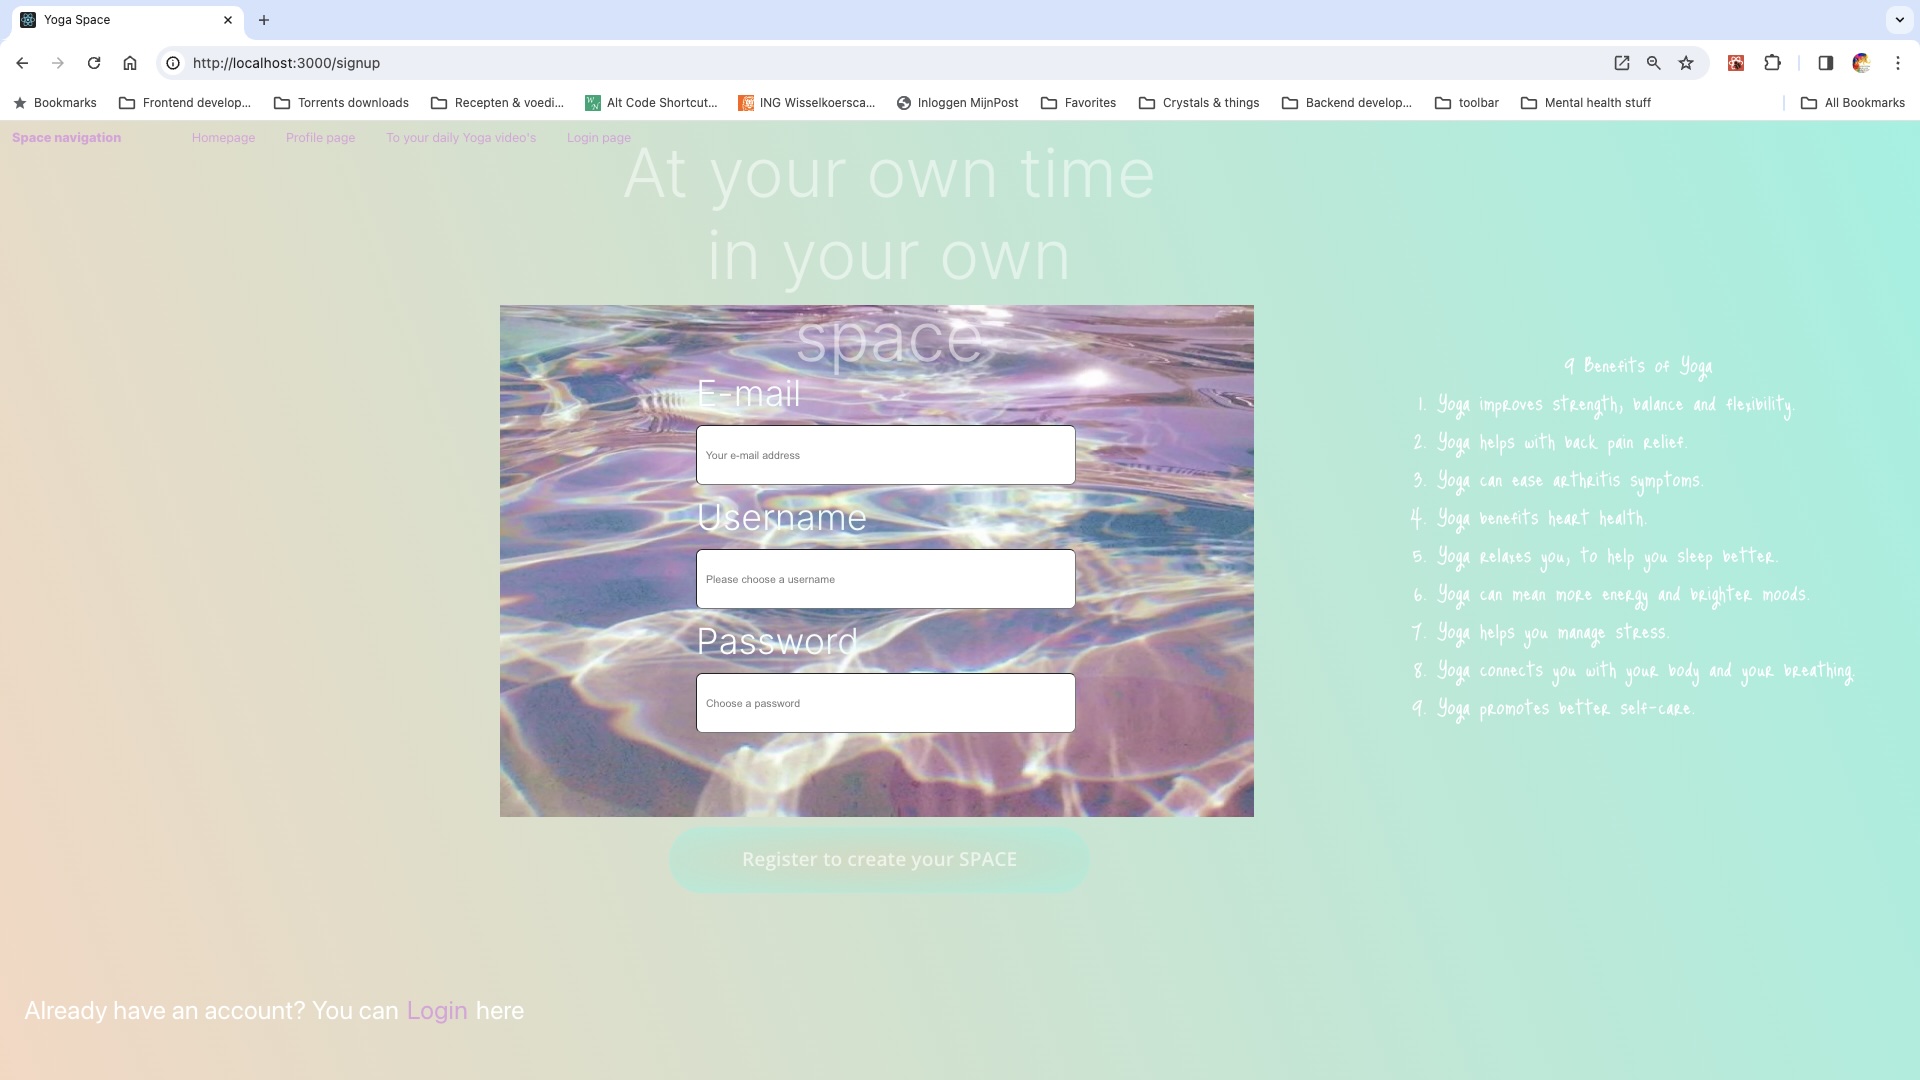 Yoga Space
http://localhost:3000/signup
Bookmarks Frontend develop... Torrents downloads Recepten & voedi... Alt Code Shortcut... ING Wisselkoersca... Inloggen MijnPost Favorites Crystals & things Backend develop... toolbar Mental health stuff All Bookmarks
Space navigation Homepage Profile page To your daily Yoga video's Login page
At your own time
in your own
space
E-mail
Your e-mail address
Username
Please choose a username
Password
Choose a password
Register to create your SPACE
9 Benefits of Yoga
1. Yoga improves strength, balance and flexibility.
2. Yoga helps with back pain relief.
3. Yoga can ease arthritis symptoms.
4. Yoga benefits heart health.
5. Yoga relaxes you, to help you sleep better.
6. Yoga can mean more energy and brighter moods.
7. Yoga helps you manage stress.
8. Yoga connects you with your body and your breathing.
9. Yoga promotes better self-care.
Already have an account? You can Login here